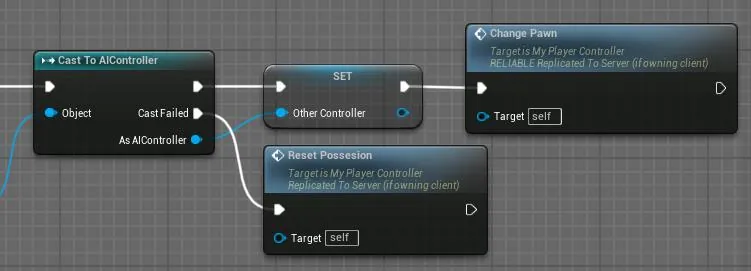 Cast To AIController
Object
Cast Failed
As AIController
SET
Other Controller
Change Pawn
Target is My Player Controller
RELIABLE Replicated To Server (if owning client)
Target self
Reset Possesion
Target is My Player Controller
Replicated To Server (if owning client)
Target self